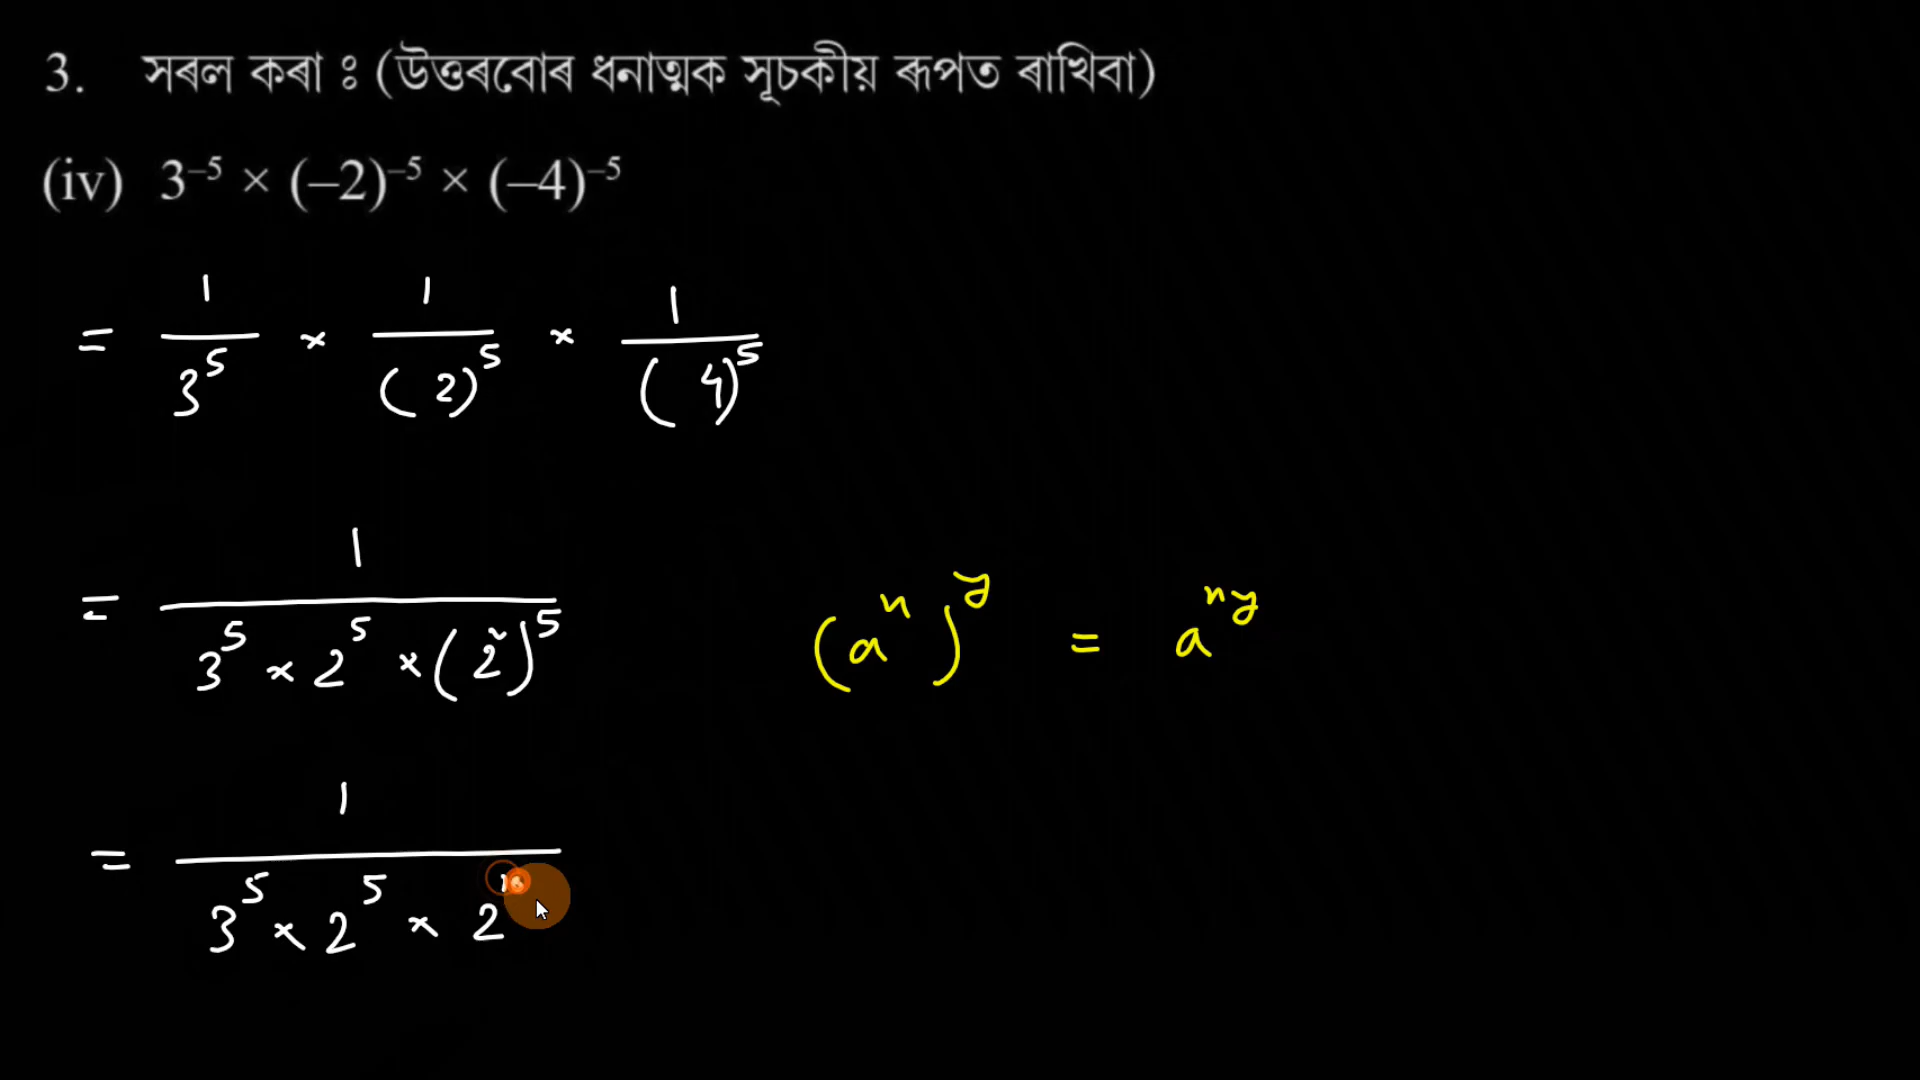 3. সৰল কৰা ঃ (উত্তৰবোৰ ধনাত্মক সূচকীয় ৰূপত ৰাখিবা)
(iv) 3⁻⁵ × (–2)⁻⁵ × (–4)⁻⁵
= 1/3⁵ × 1/(2)⁵ × 1/(4)⁵
= 1/(3⁵ × 2⁵ × (2²)⁵)
(aⁿ)ʸ = aⁿʸ
= 1/(3⁵ × 2⁵ × 2